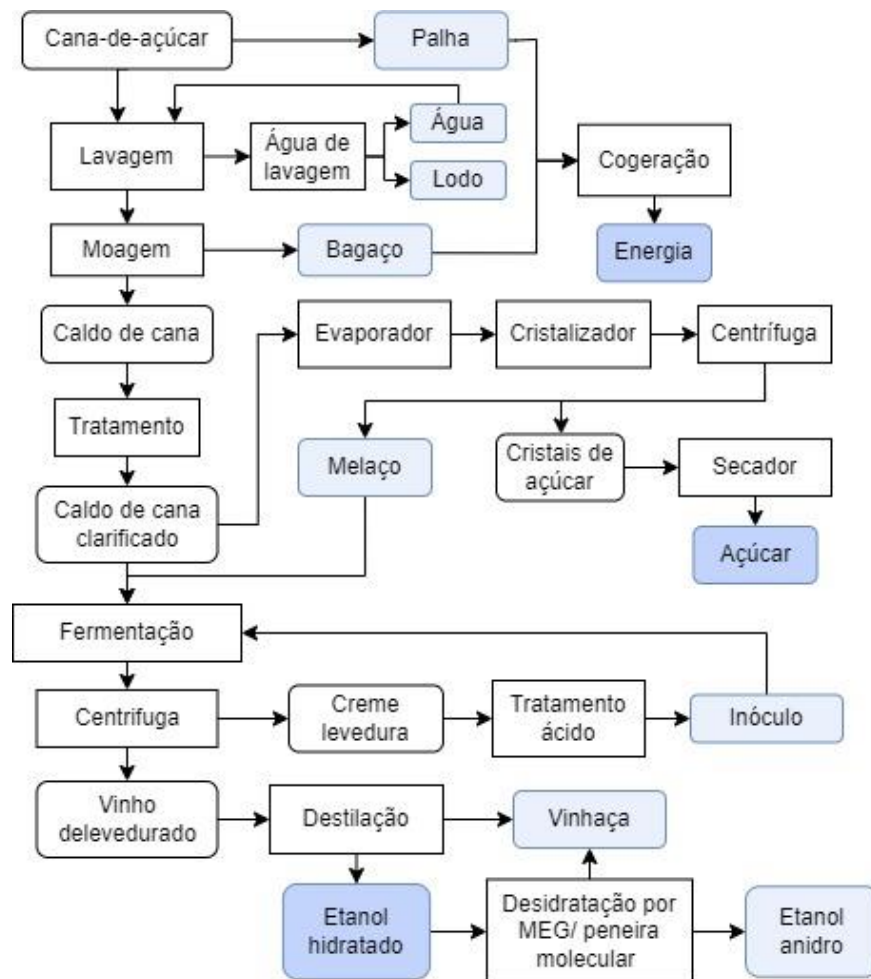 Cana-de-açúcar
Palha
Lavagem
Água de
lavagem
Água
Lodo
Cogeração
Moagem
Bagaço
Energia
Caldo de cana
Evaporador
Cristalizador
Centrífuga
Tratamento
Melaço
Cristais de
açúcar
Secador
Caldo de cana
clarificado
Açúcar
Fermentação
Centrifuga
Creme
levedura
Tratamento
ácido
Inóculo
Vinho
delevedurado
Destilação
Vinhaça
Etanol
hidratado
Desidratação por
MEG/ peneira
molecular
Etanol
anidro